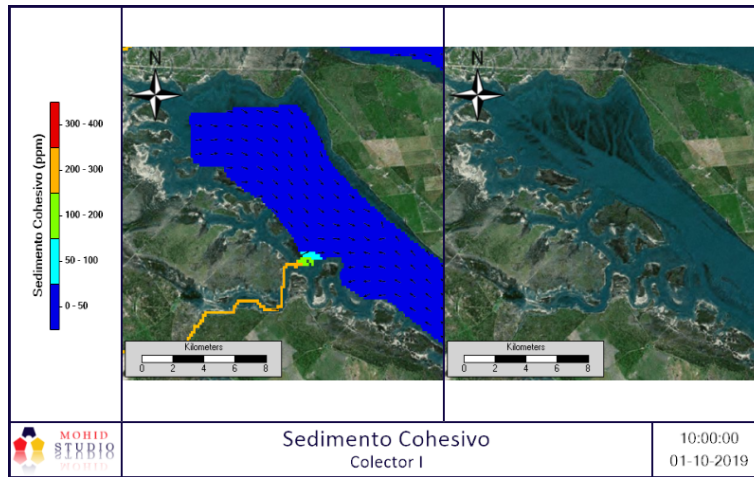 Sedimento Cohesivo (ppm)
300 - 400
200 - 300
100 - 200
50 - 100
0 - 50
N
Kilometers
0 2 4 6 8
N
Kilometers
0 2 4 6 8
MOHID
STUDIO
Sedimento Cohesivo
Colector I
10:00:00
01-10-2019